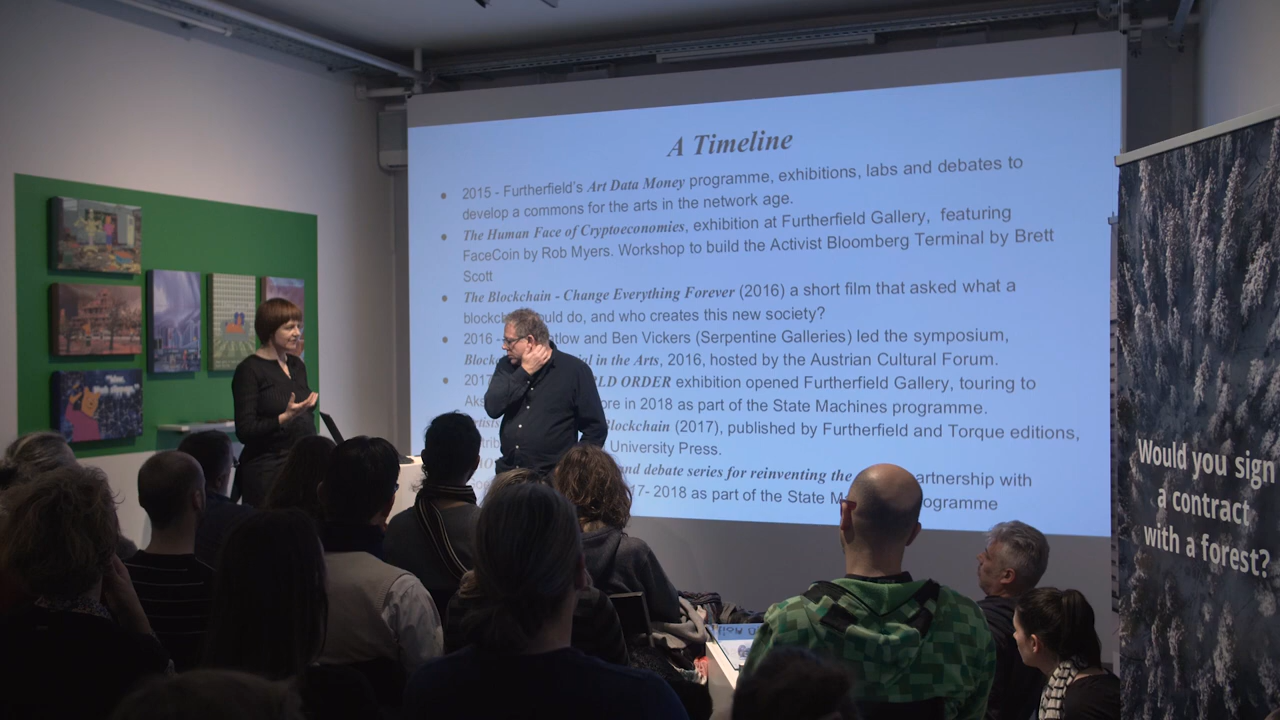 A Timeline
2015 - Furtherfield's Art Data Money programme, exhibitions, labs and debates to
develop a commons for the arts in the network age.
The Human Face of Cryptoeconomies, exhibition at Furtherfield Gallery, featuring
FaceCoin by Rob Myers. Workshop to build the Activist Bloomberg Terminal by Brett
Scott
The Blockchain - Change Everything Forever (2016) a short film that asked what a
could do, and who creates this new society?
2016 - and Ben Vickers (Serpentine Galleries) led the symposium,
in the Arts, 2016, hosted by the Austrian Cultural Forum.
2017 ORDER exhibition opened Furtherfield Gallery, touring to
in 2018 as part of the State Machines programme.
Blockchain (2017), published by Furtherfield and Torque editions,
University Press.
and debate series for reinventing the with
2018 as part of the State
Would you sign
a contract
with a forest?